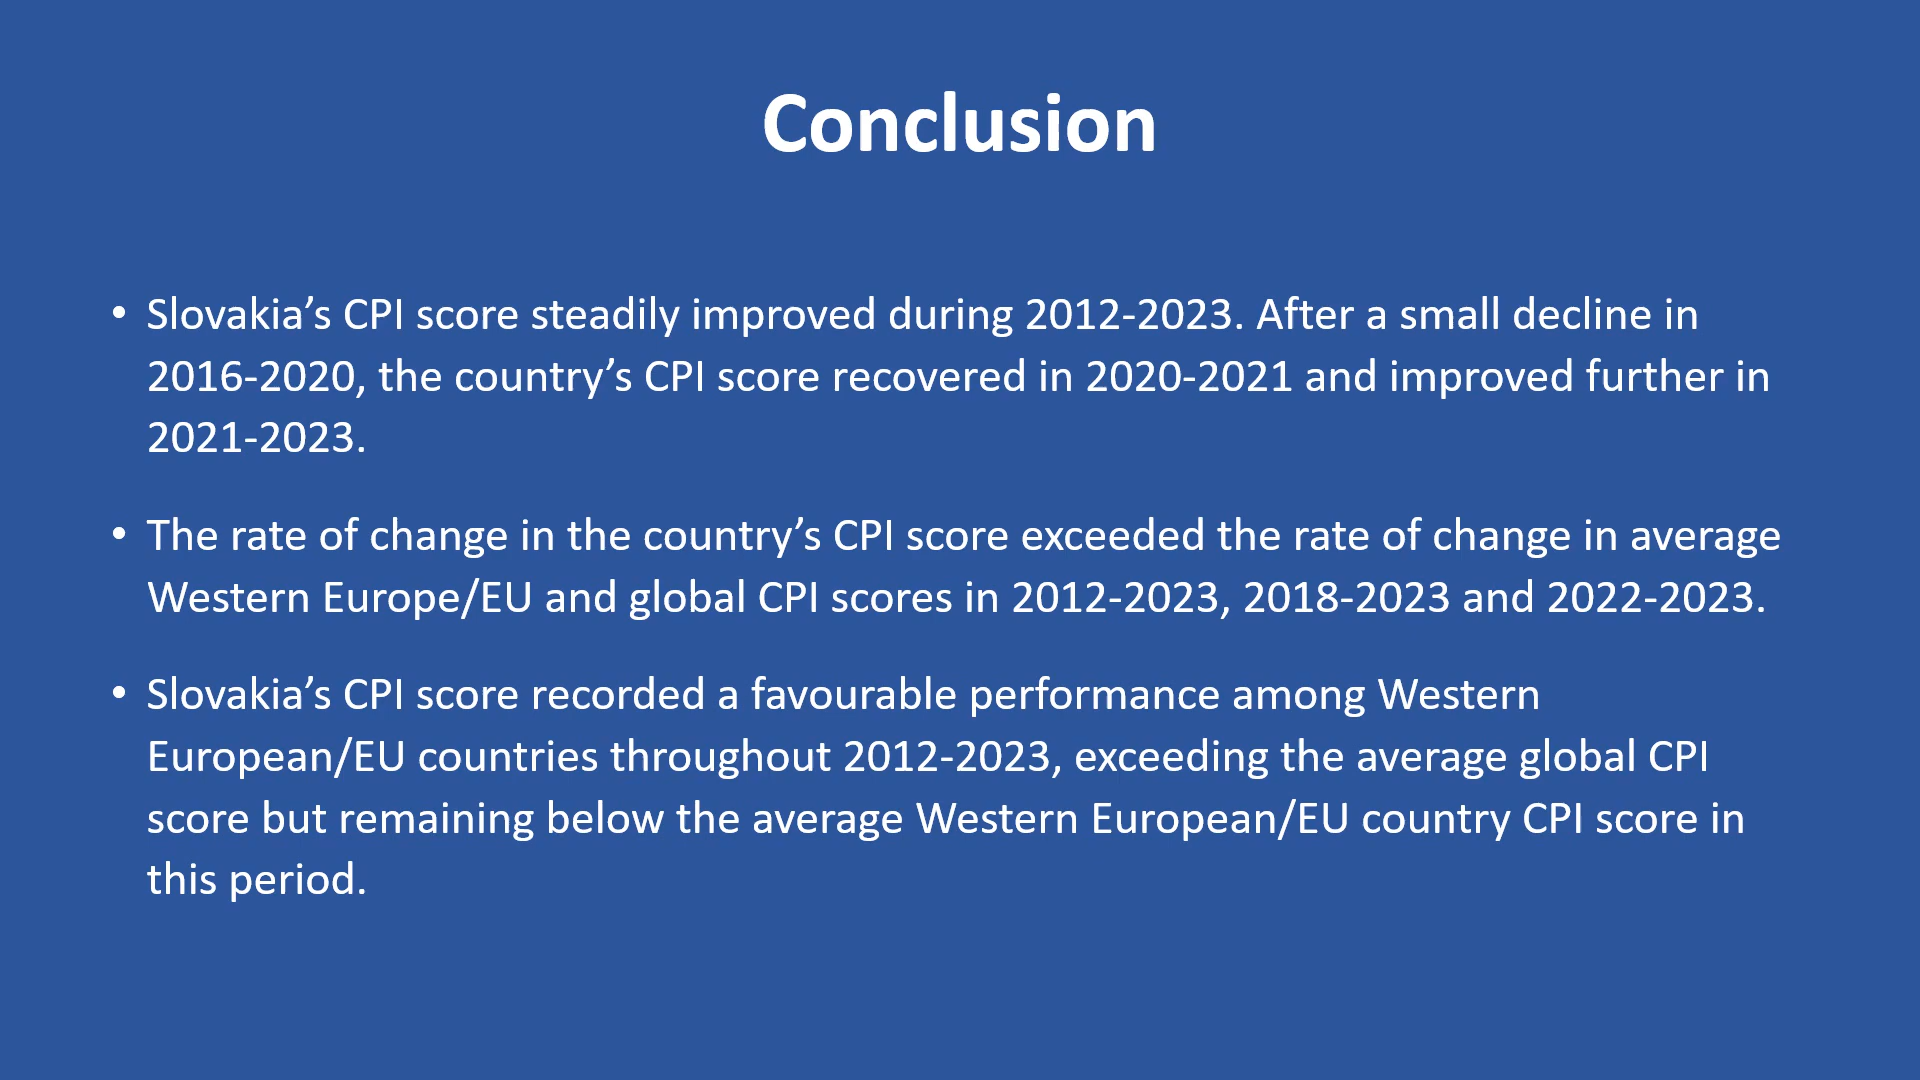 Conclusion
• Slovakia’s CPI score steadily improved during 2012-2023. After a small decline in
2016-2020, the country’s CPI score recovered in 2020-2021 and improved further in
2021-2023.
• The rate of change in the country’s CPI score exceeded the rate of change in average
Western Europe/EU and global CPI scores in 2012-2023, 2018-2023 and 2022-2023.
• Slovakia’s CPI score recorded a favourable performance among Western
European/EU countries throughout 2012-2023, exceeding the average global CPI
score but remaining below the average Western European/EU country CPI score in
this period.